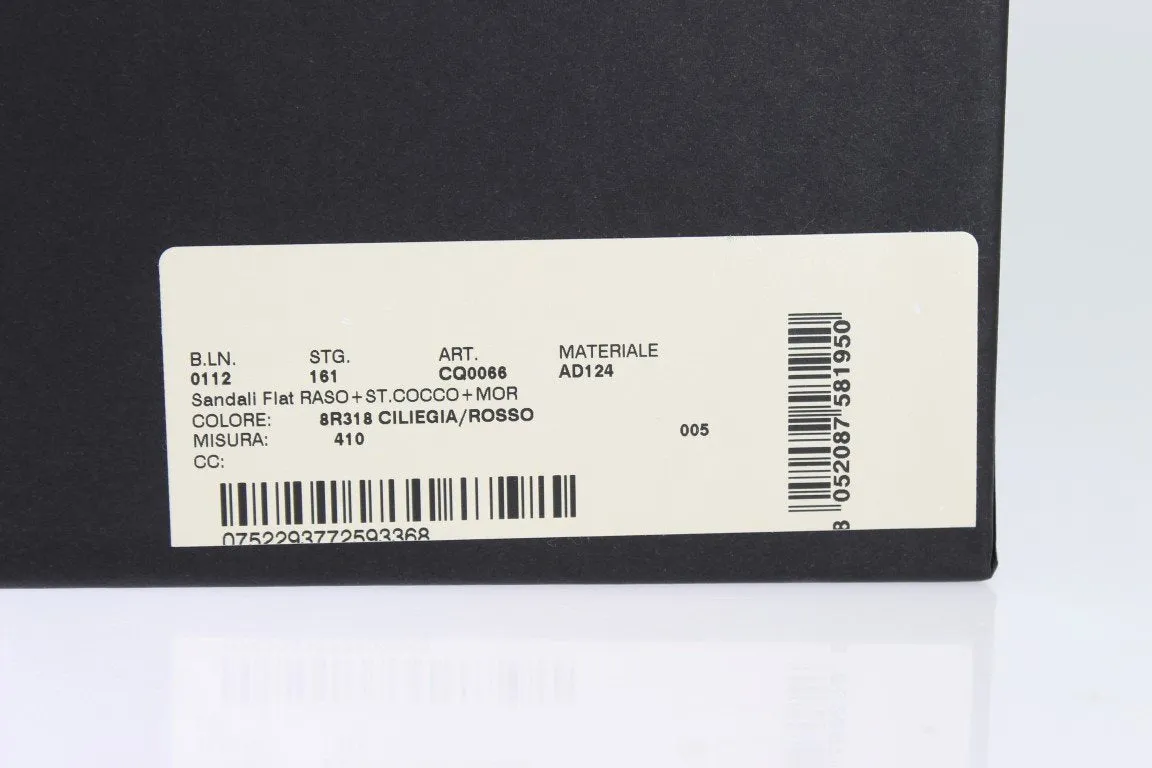 B.LN. STG. ART. MATERIALE
0112 161 CQ0066 AD124
Sandali Flat RASO+ST.COCCO+MOR
COLORE: 8R318 CILIEGIA/ROSSO
MISURA: 410 005
CC:
0752293772593368
8 052087 581950